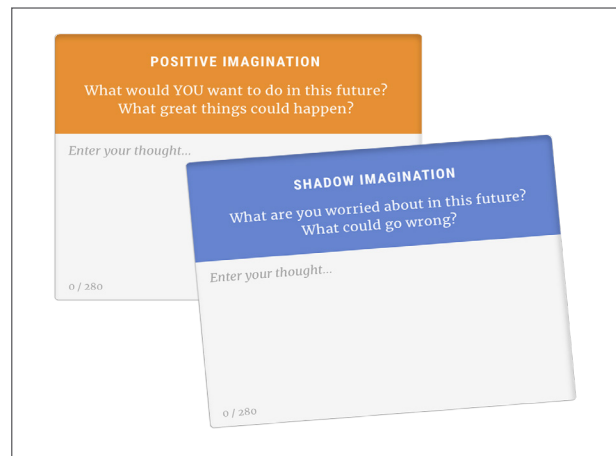 POSITIVE IMAGINATION
What would YOU want to do in this future?
What great things could happen?
Enter your thought...
0 / 280
SHADOW IMAGINATION
What are you worried about in this future?
What could go wrong?
Enter your thought...
0 / 280